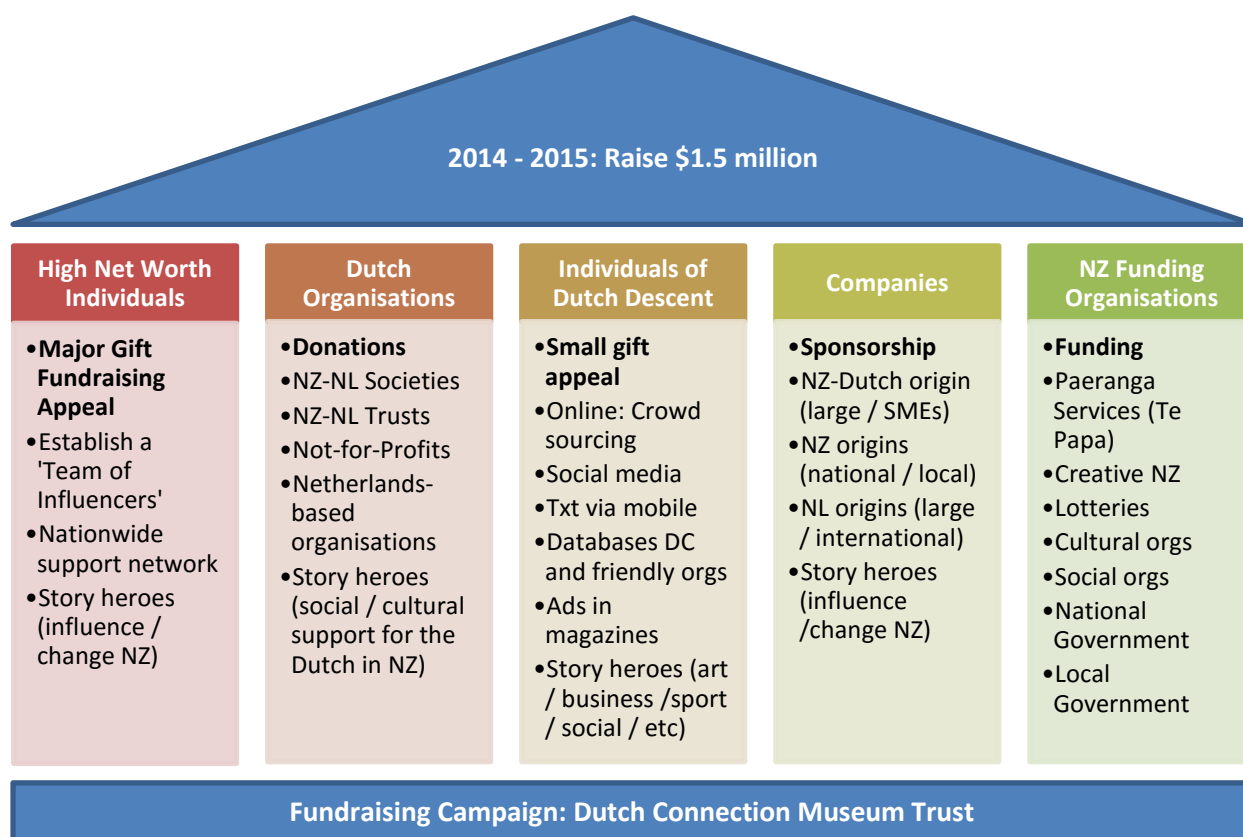 2014 - 2015: Raise $1.5 million
High Net Worth
Individuals
•Major Gift
Fundraising
Appeal
•Establish a
'Team of
Influencers'
•Nationwide
support network
•Story heroes
(influence /
change NZ)
Dutch
Organisations
•Donations
•NZ-NL Societies
•NZ-NL Trusts
•Not-for-Profits
•Netherlands-
based
organisations
•Story heroes
(social / cultural
support for the
Dutch in NZ)
Individuals of
Dutch Descent
•Small gift
appeal
•Online: Crowd
sourcing
•Social media
•Txt via mobile
•Databases DC
and friendly orgs
•Ads in
magazines
•Story heroes (art
/ business /sport
/ social / etc)
Companies
•Sponsorship
•NZ-Dutch origin
(large / SMEs)
•NZ origins
(national / local)
•NL origins (large
/ international)
•Story heroes
(influence
/change NZ)
NZ Funding
Organisations
•Funding
•Paeranga
Services (Te
Papa)
•Creative NZ
•Lotteries
•Cultural orgs
•Social orgs
•National
Government
•Local
Government
Fundraising Campaign: Dutch Connection Museum Trust